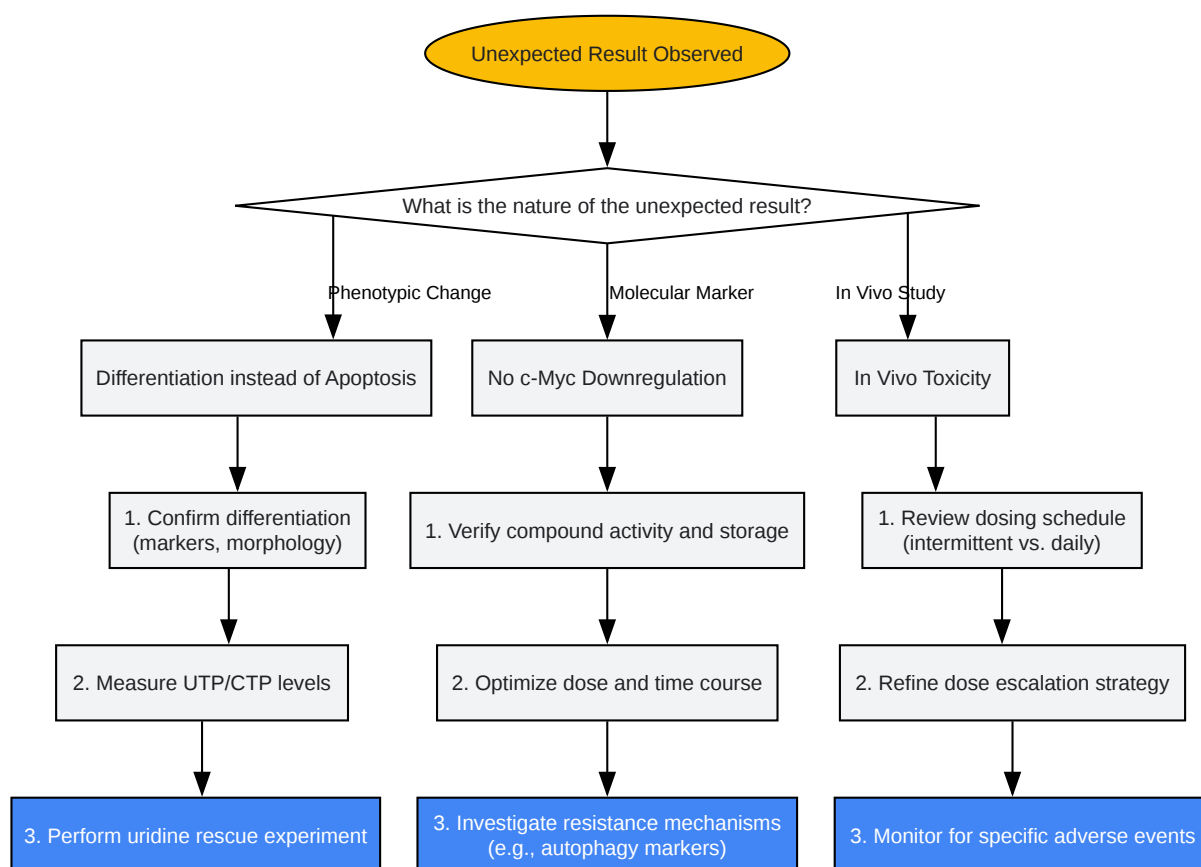 Unexpected Result Observed
What is the nature of the unexpected result?
Phenotypic Change
Molecular Marker
In Vivo Study
Differentiation instead of Apoptosis
No c-Myc Downregulation
In Vivo Toxicity
1. Confirm differentiation
(markers, morphology)
1. Verify compound activity and storage
1. Review dosing schedule
(intermittent vs. daily)
2. Measure UTP/CTP levels
2. Optimize dose and time course
2. Refine dose escalation strategy
3. Perform uridine rescue experiment
3. Investigate resistance mechanisms
(e.g., autophagy markers)
3. Monitor for specific adverse events